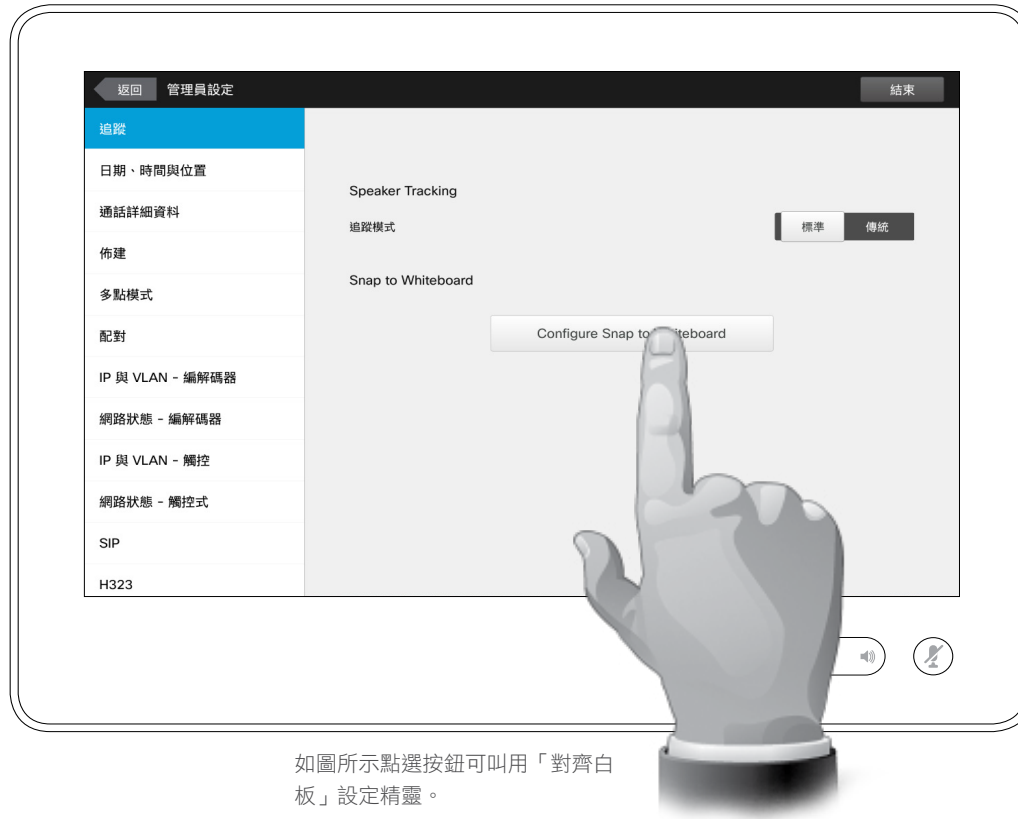 返回 管理員設定 結束
追蹤
日期、時間與位置
通話詳細資料
佈建
多點模式
配對
IP 與 VLAN - 編解碼器
網路狀態 - 編解碼器
IP 與 VLAN - 觸控
網路狀態 - 觸控式
SIP
H323
Speaker Tracking
追蹤模式 標準 傳統
Snap to Whiteboard
Configure Snap to Whiteboard
如圖所示點選按鈕可叫用「對齊白
板」設定精靈。